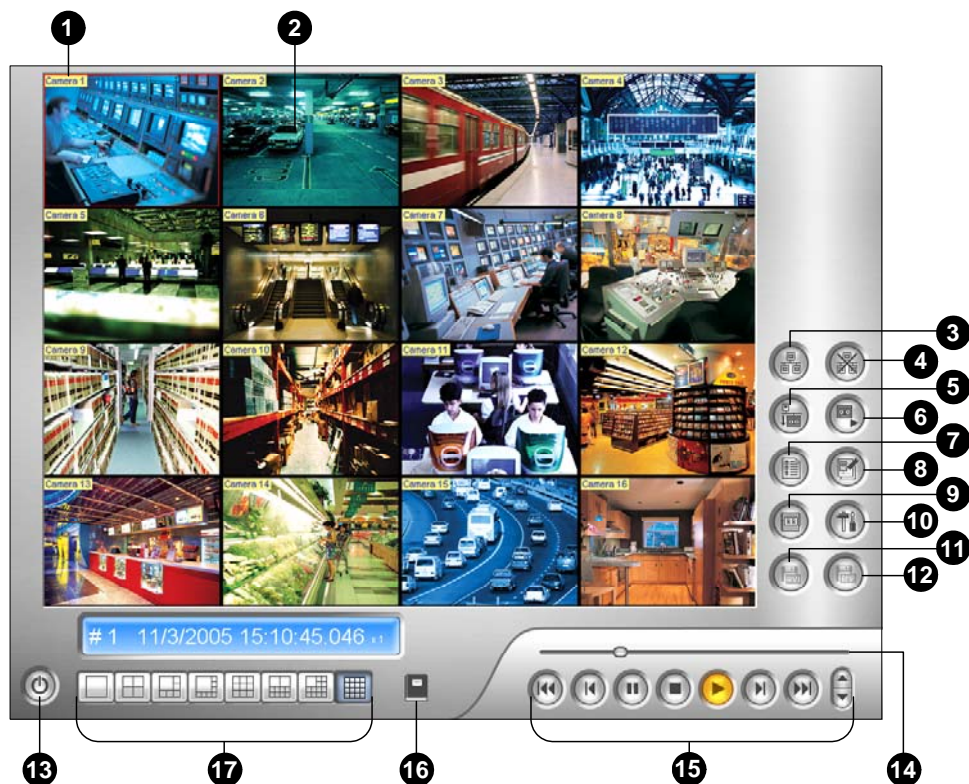 1
2
Camera 1
Camera 2
Camera 3
Camera 4
Camera 5
Camera 6
Camera 7
Camera 8
Camera 9
Camera 10
Camera 11
Camera 12
Camera 13
Camera 14
Camera 15
Camera 16
3
4
5
6
7
8
9
10
11
12
# 1 11/3/2005 15:10:45.046 x 1
13
17
16
15
14